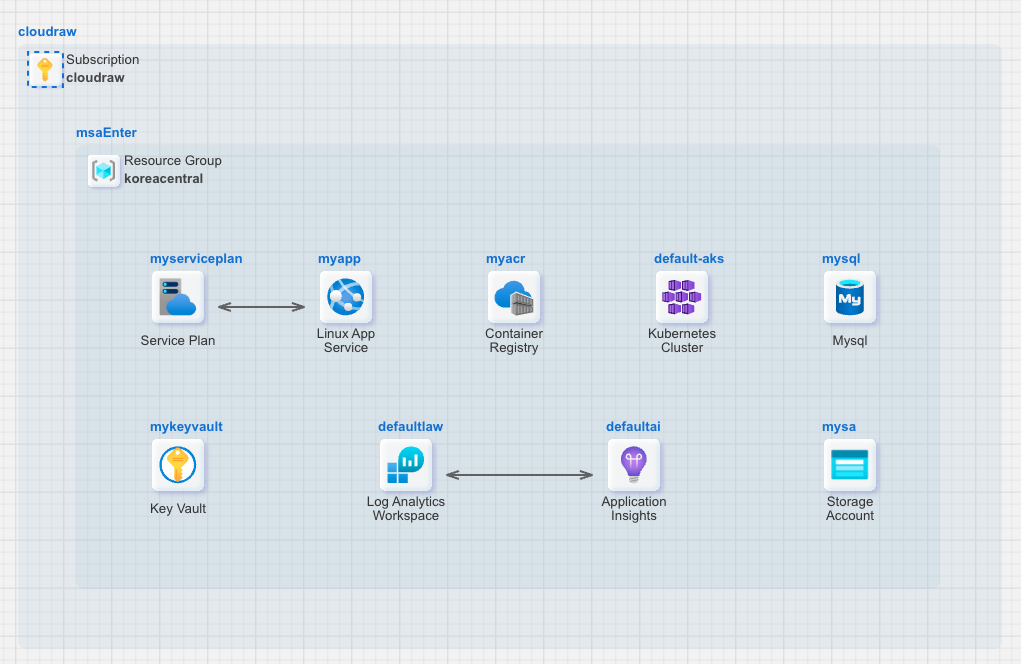 cloudraw
Subscription
cloudraw
msaEnter
Resource Group
koreacentral
myserviceplan
Service Plan
myapp
Linux App
Service
myacr
Container
Registry
default-aks
Kubernetes
Cluster
mysql
My
Mysql
mykeyvault
Key Vault
defaultlaw
Log Analytics
Workspace
defaultai
Application
Insights
mysa
Storage
Account